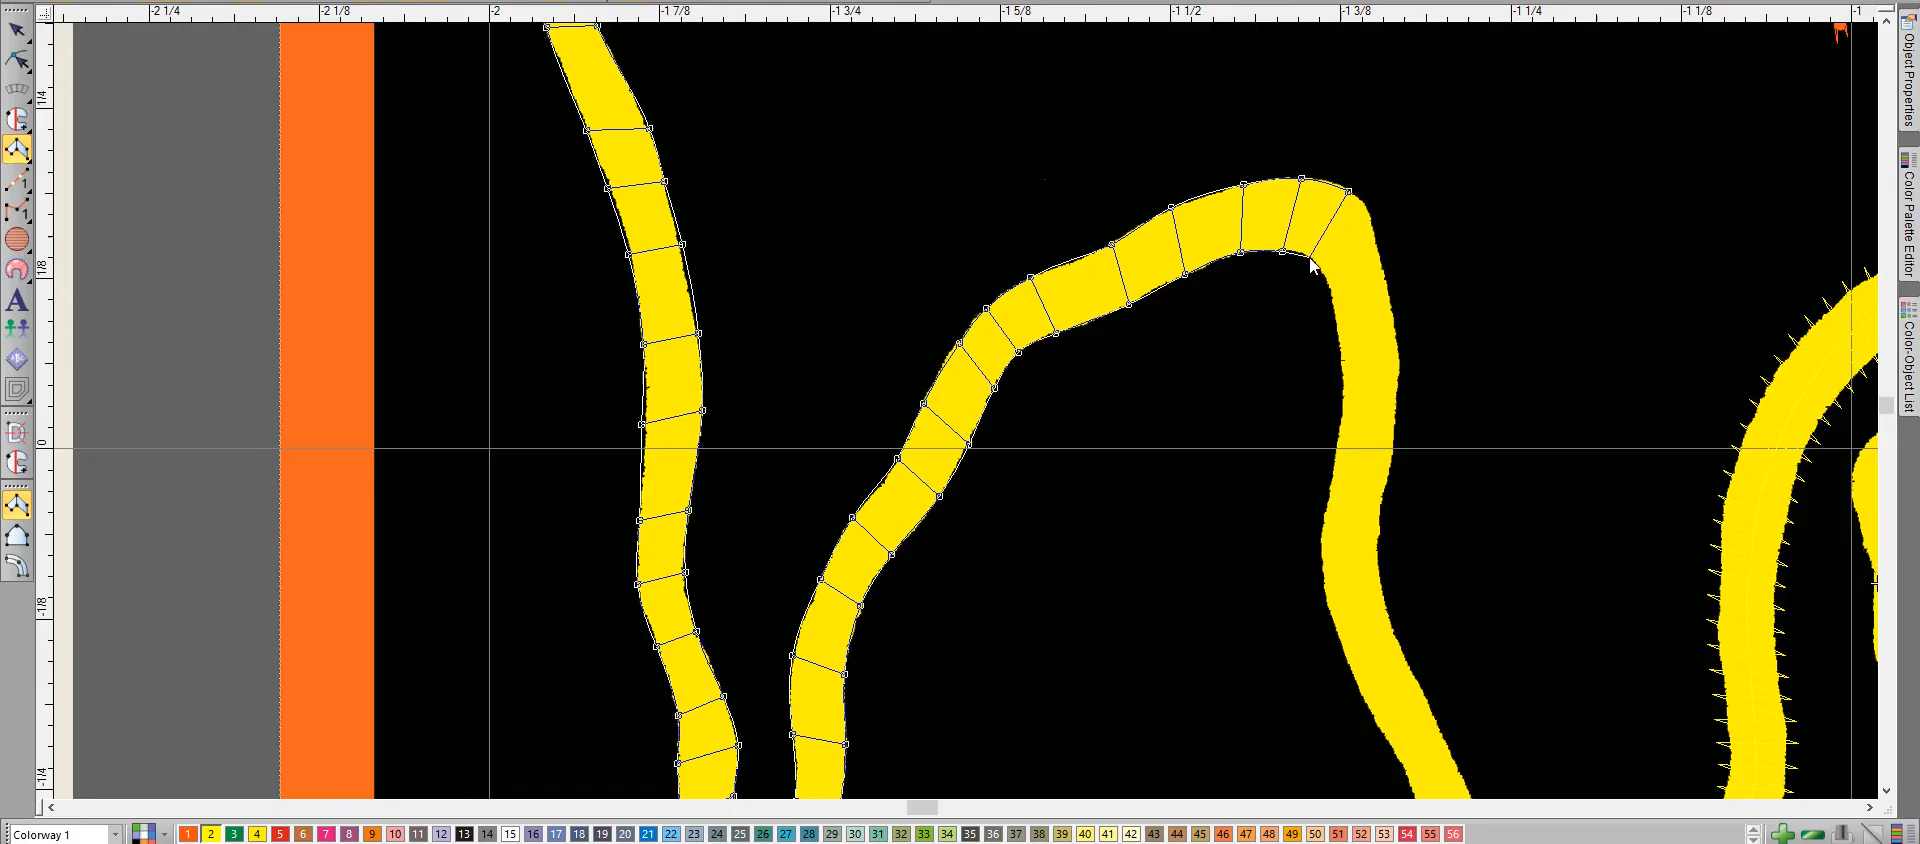 -2 1/4 -2 1/8 -2 -1 7/8 -1 3/4 -1 5/8 -1 1/2 -1 3/8 -1 1/4 -1 1/8 -1
1/4
1/8
0
-1/8
-1/4
1
1
A
ABC
Object Properties
Color Palette Editor
Color-Object List
Colorway 1 1 2 3 4 5 6 7 8 9 10 11 12 13 14 15 16 17 18 19 20 21 22 23 24 25 26 27 28 29 30 31 32 33 34 35 36 37 38 39 40 41 42 43 44 45 46 47 48 49 50 51 52 53 54 55 56